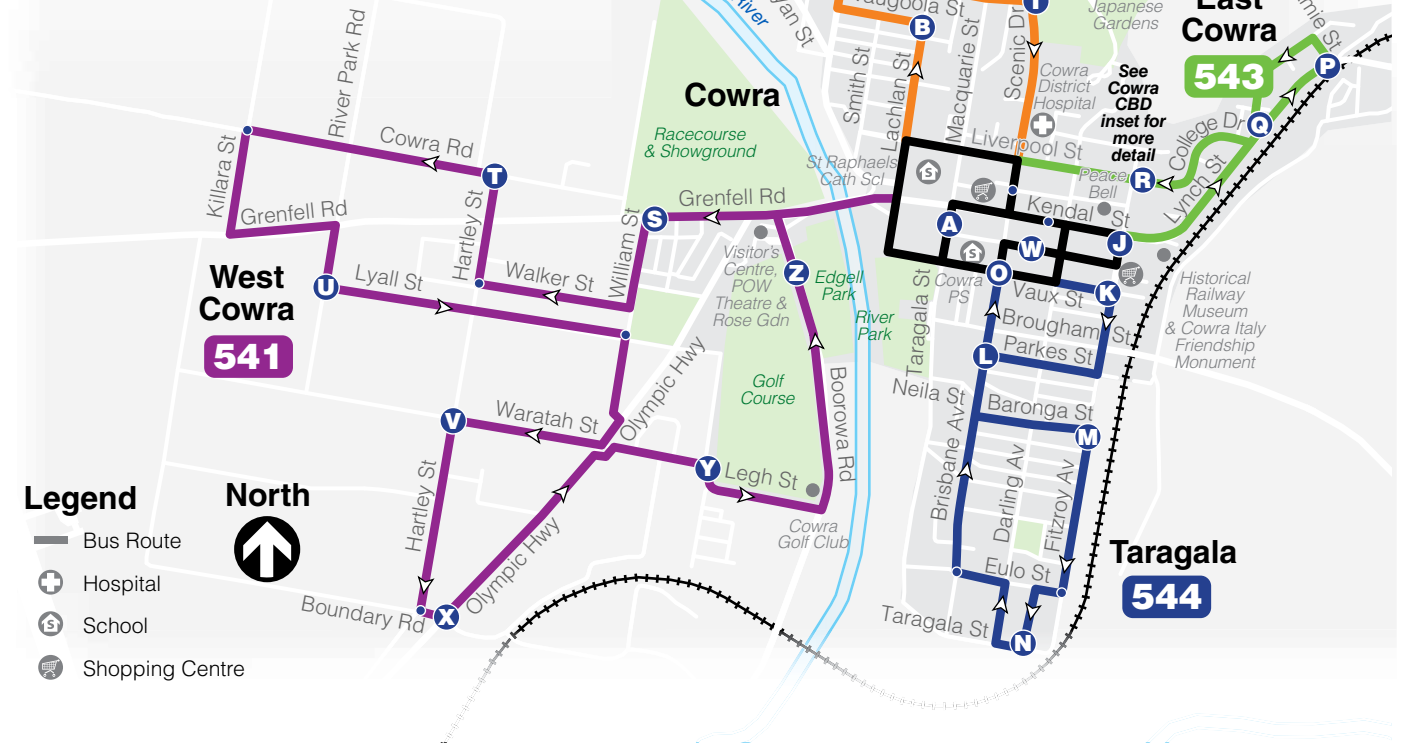 East
Cowra
543
Japanese
Gardens
River
Yaugoola St
B
I
P
Scenic Dr
Macquarie St
Lachlan St
Smith St
Cowra
District
Hospital
See
Cowra
CBD
inset for
more
detail
College Dr
Q
Cowra
Racecourse
& Showground
River Park Rd
Cowra Rd
T
Killara St
Liverpool St
St Raphaels
Cath Scl
Peace
Bell
R
Lynch St
Grenfell Rd
Grenfell Rd
S
Hartley St
William St
Kendal St
A
W
J
O
K
Visitor's
Centre,
POW
Theatre &
Rose Gdn
Z
Edgell
Park
River
Park
Taragala St
Cowra
PS
Vaux St
Brougham St
Parkes St
L
Historical
Railway
Museum
& Cowra Italy
Friendship
Monument
West
Cowra
541
U
Lyall St
Walker St
Olympic Hwy
Golf
Course
Boorowa Rd
Neila St
Baronga St
M
V
Waratah St
Y
Legh St
Cowra
Golf Club
Brisbane Av
Darling Av
Fitzroy Av
Hartley St
Olympic Hwy
Boundary Rd
X
Eulo St
Taragala St
N
Taragala
544
Legend
Bus Route
Hospital
School
Shopping Centre
North